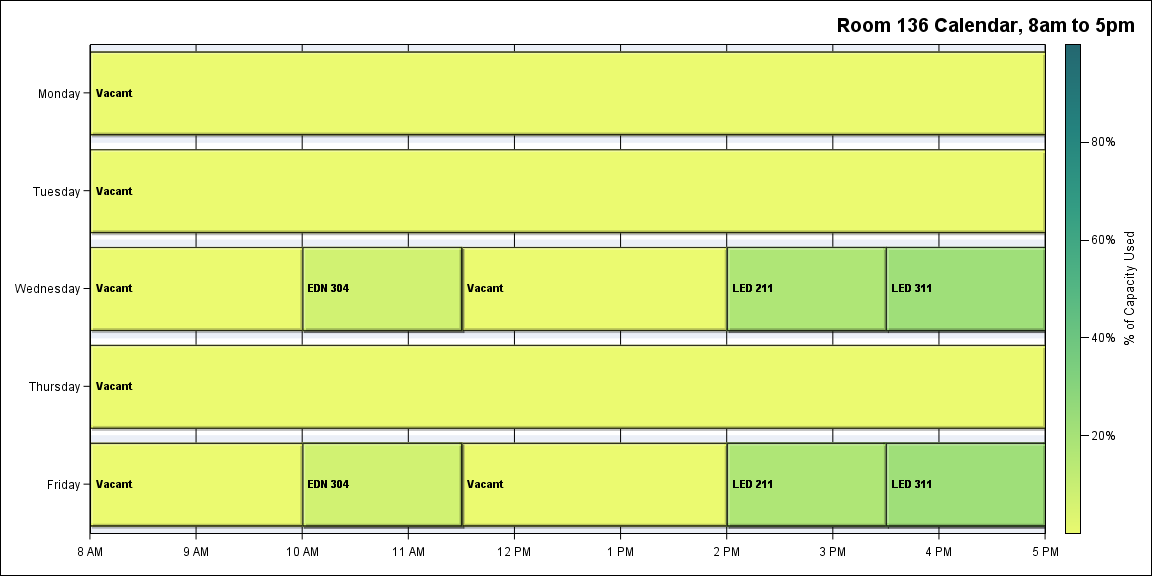 Room 136 Calendar, 8am to 5pm
Monday
Vacant
Tuesday
Vacant
Wednesday
Vacant
EDN 304
Vacant
LED 211
LED 311
Thursday
Vacant
Friday
Vacant
EDN 304
Vacant
LED 211
LED 311
8 AM
9 AM
10 AM
11 AM
12 PM
1 PM
2 PM
3 PM
4 PM
5 PM
80%
60%
40%
20%
% of Capacity Used